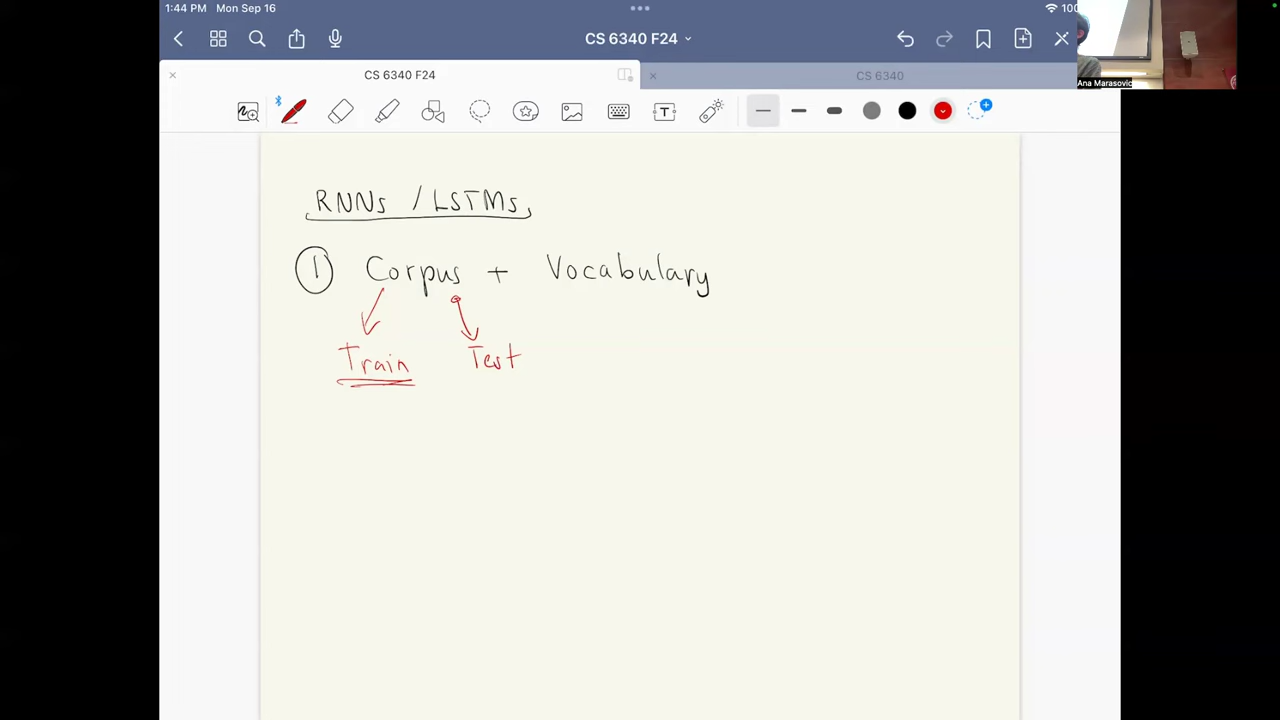 1:44 PM Mon Sep 16
100
CS 6340 F24
CS 6340 F24
CS 6340
Ana Marasovic
RNNs / LSTMs
1 Corpus + Vocabulary
Train Test